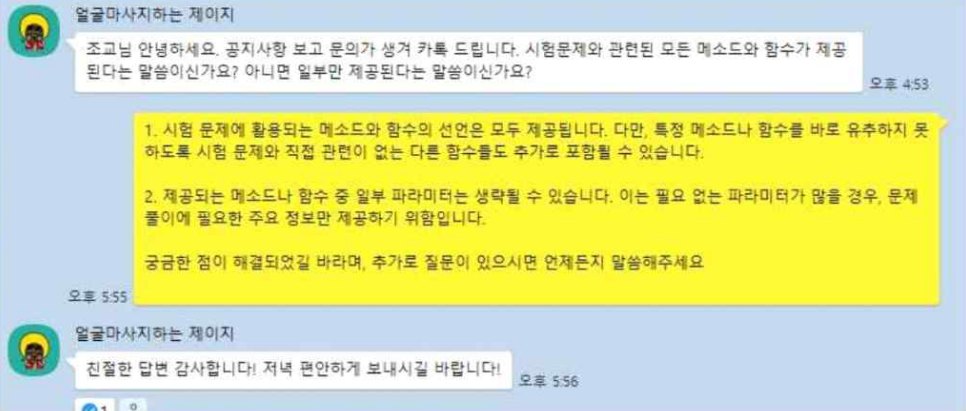 얼굴마사지하는 제이지
조교님 안녕하세요. 공지사항 보고 문의가 생겨 카톡 드립니다. 시험문제와 관련된 모든 메소드와 함수가 제공
된다는 말씀이신가요? 아니면 일부만 제공된다는 말씀이신가요?
오후 4:53
1. 시험 문제에 활용되는 메소드와 함수의 선언은 모두 제공됩니다. 다만, 특정 메소드나 함수를 바로 유추하지 못
하도록 시험 문제와 직접 관련이 없는 다른 함수들도 추가로 포함될 수 있습니다.
2. 제공되는 메소드나 함수 중 일부 파라미터는 생략될 수 있습니다. 이는 필요 없는 파라미터가 많을 경우, 문제
풀이에 필요한 주요 정보만 제공하기 위함입니다.
궁금한 점이 해결되었길 바라며, 추가로 질문이 있으시면 언제든지 말씀해주세요
오후 5:55
얼굴마사지하는 제이지
친절한 답변 감사합니다! 저녁 편안하게 보내시길 바랍니다!
오후 5:56
1